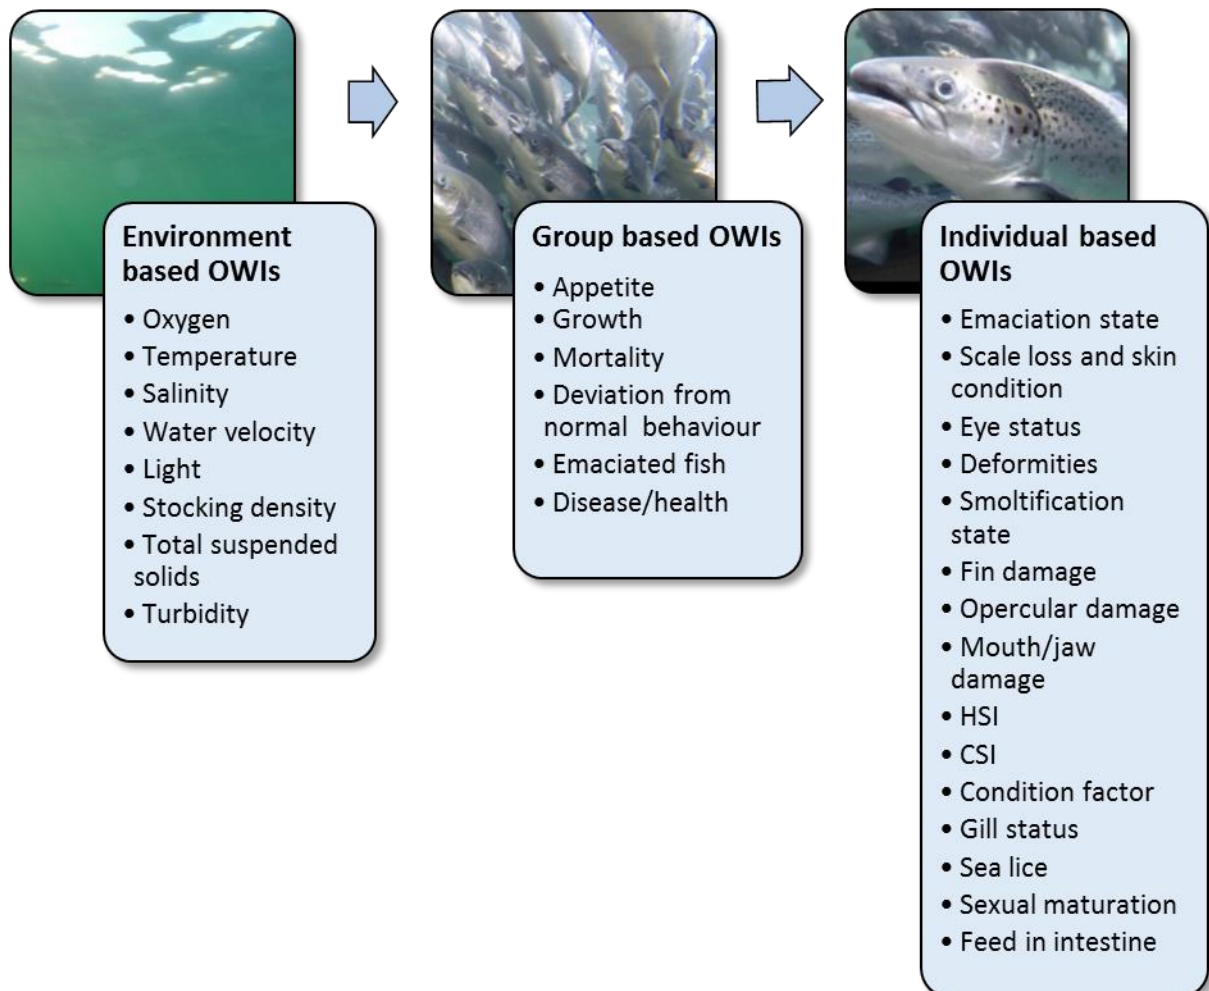 Environment
based OWIs
• Oxygen
• Temperature
• Salinity
• Water velocity
• Light
• Stocking density
• Total suspended
solids
• Turbidity
Group based OWIs
• Appetite
• Growth
• Mortality
• Deviation from
normal behaviour
• Emaciated fish
• Disease/health
Individual based
OWIs
• Emaciation state
• Scale loss and skin
condition
• Eye status
• Deformities
• Smoltification
state
• Fin damage
• Opercular damage
• Mouth/jaw
damage
• HSI
• CSI
• Condition factor
• Gill status
• Sea lice
• Sexual maturation
• Feed in intestine